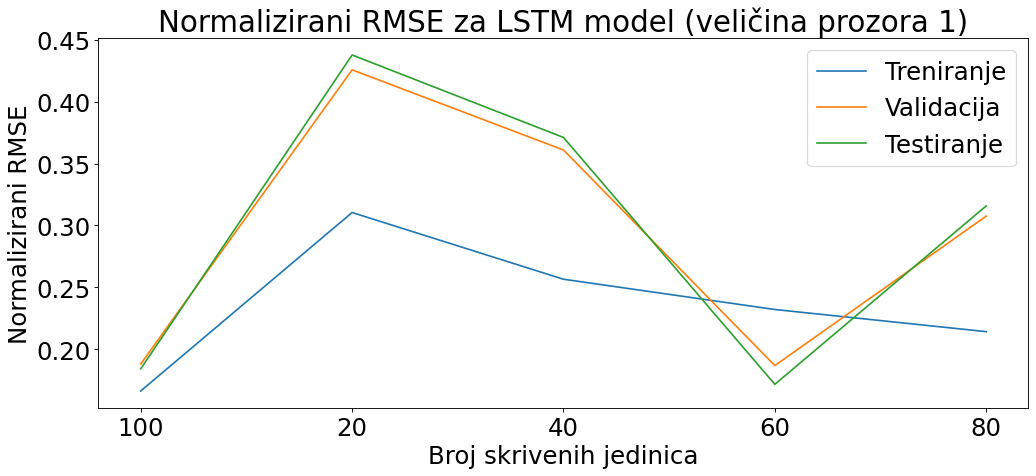 Normalizirani RMSE za LSTM model (veličina prozora 1)
Normalizirani RMSE
0.45
0.40
0.35
0.30
0.25
0.20
Treniranje
Validacija
Testiranje
100 20 40 60 80
Broj skrivenih jedinica